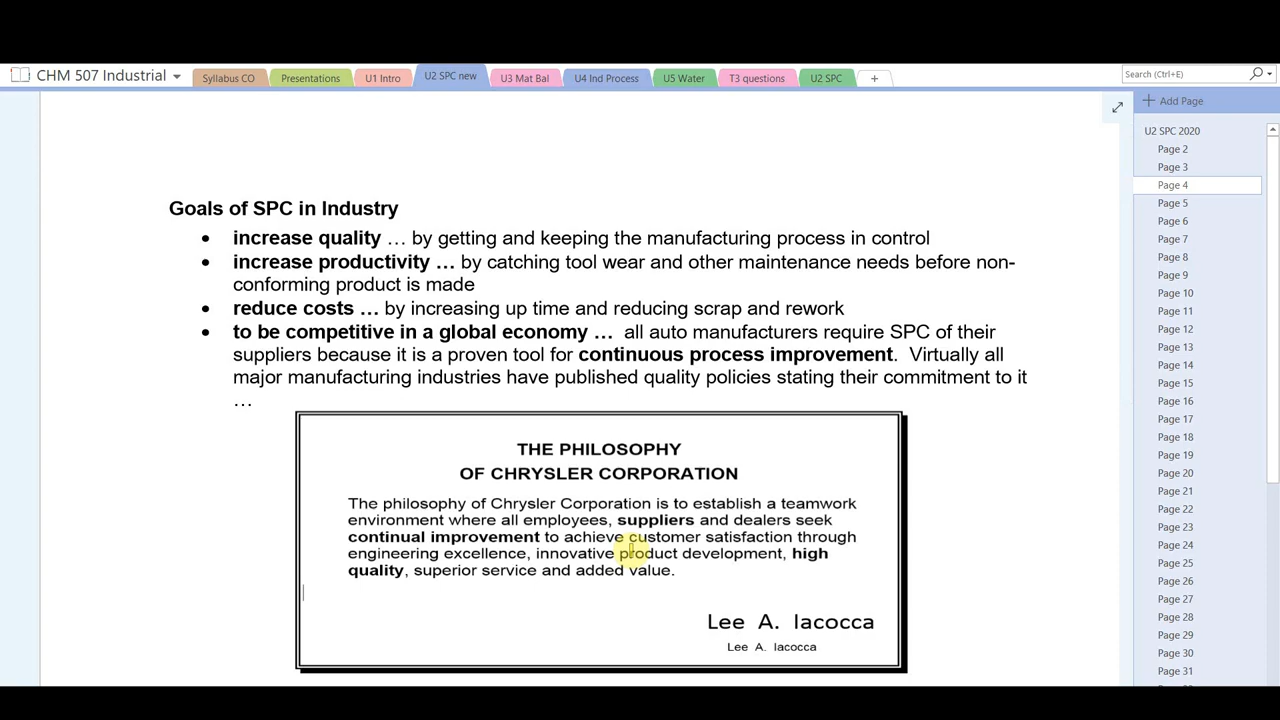 CHM 507 Industrial
Syllabus CO
Presentations
U1 Intro
U2 SPC new
U3 Mat Bal
U4 Ind Process
U5 Water
T3 questions
U2 SPC
+
Search (Ctrl+E)
Add Page
Goals of SPC in Industry
• increase quality … by getting and keeping the manufacturing process in control
• increase productivity … by catching tool wear and other maintenance needs before non-
conforming product is made
• reduce costs … by increasing up time and reducing scrap and rework
• to be competitive in a global economy … all auto manufacturers require SPC of their
suppliers because it is a proven tool for continuous process improvement. Virtually all
major manufacturing industries have published quality policies stating their commitment to it
…
THE PHILOSOPHY
OF CHRYSLER CORPORATION
The philosophy of Chrysler Corporation is to establish a teamwork
environment where all employees, suppliers and dealers seek
continual improvement to achieve customer satisfaction through
engineering excellence, innovative product development, high
quality, superior service and added value.
Lee A. Iacocca
Lee A. Iacocca
U2 SPC 2020
Page 2
Page 3
Page 4
Page 5
Page 6
Page 7
Page 8
Page 9
Page 10
Page 11
Page 12
Page 13
Page 14
Page 15
Page 16
Page 17
Page 18
Page 19
Page 20
Page 21
Page 22
Page 23
Page 24
Page 25
Page 26
Page 27
Page 28
Page 29
Page 30
Page 31